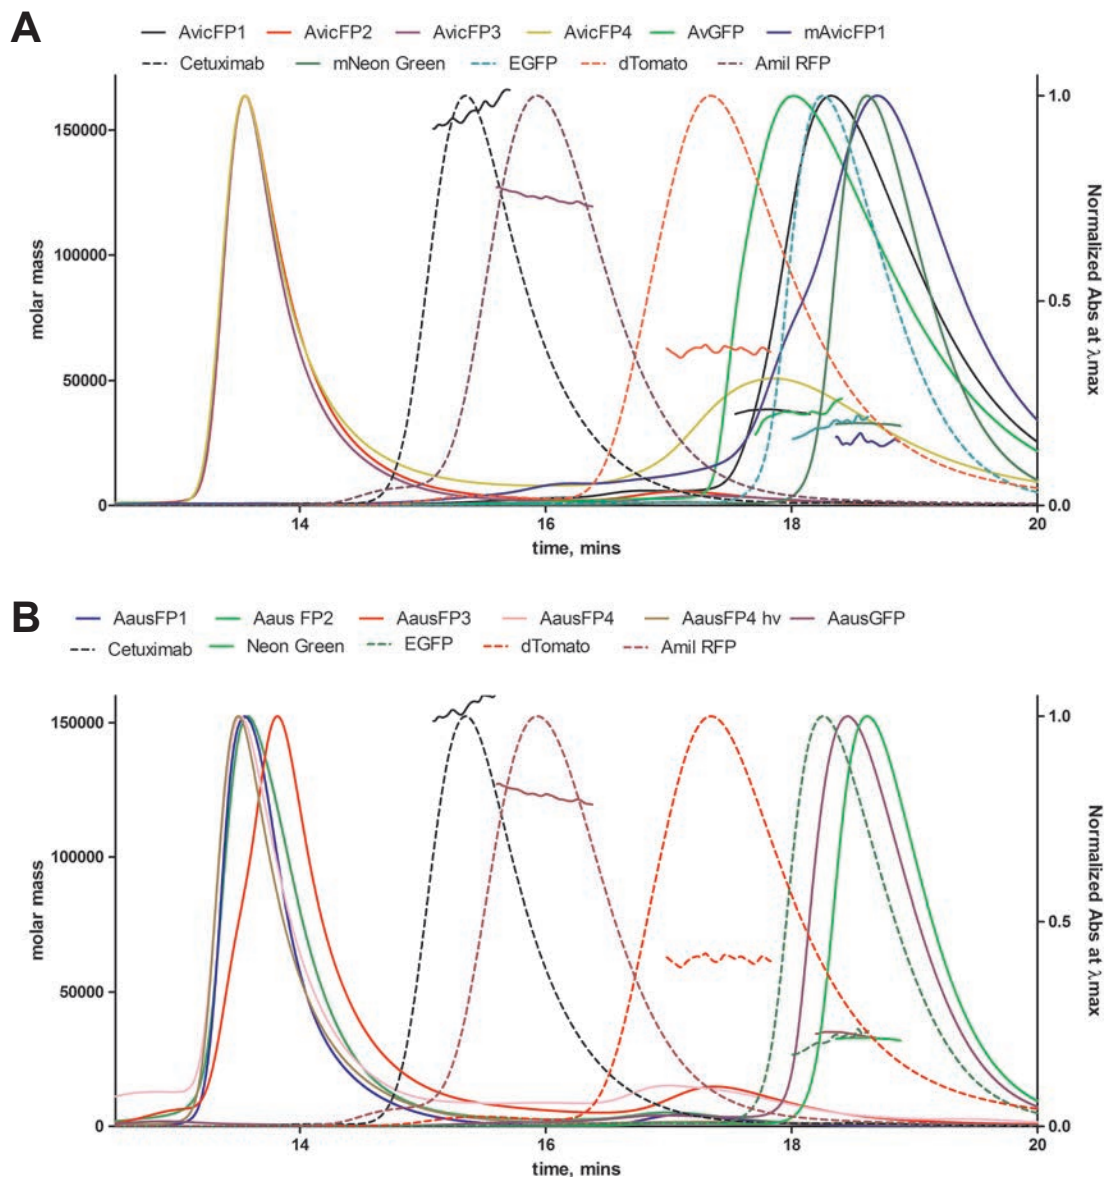 A
AvicFP1 AvicFP2 AvicFP3 AvicFP4 AvGFP mAvicFP1
Cetuximab mNeon Green EGFP dTomato Amil RFP
150000
100000
50000
0
molar mass
1.0
0.5
0.0
Normalized Abs at λmax
14 16 18 20
time, mins
B
AausFP1 Aaus FP2 AausFP3 AausFP4 AausFP4 hv AausGFP
Cetuximab Neon Green EGFP dTomato Amil RFP
150000
100000
50000
0
molar mass
1.0
0.5
0.0
Normalized Abs at λmax
14 16 18 20
time, mins